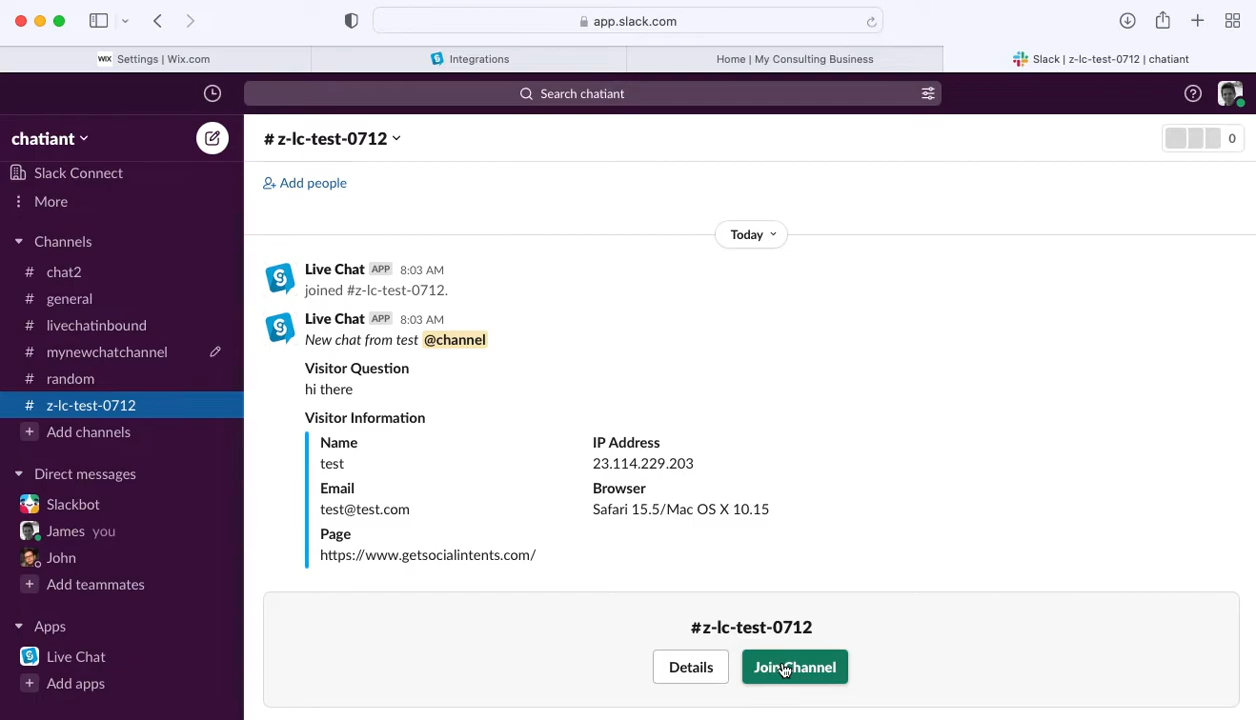 app.slack.com
WIX Settings | Wix.com
Integrations
Home | My Consulting Business
Slack | z-lc-test-0712 | chatiant
Search chatiant
chatiant
Slack Connect
More
Channels
# chat2
# general
# livechatinbound
# mynewchatchannel
# random
# z-lc-test-0712
+ Add channels
Direct messages
Slackbot
James you
John
+ Add teammates
Apps
Live Chat
+ Add apps
# z-lc-test-0712
0
Add people
Today
Live Chat APP 8:03 AM
joined #z-lc-test-0712.
Live Chat APP 8:03 AM
New chat from test @channel
Visitor Question
hi there
Visitor Information
Name
test
IP Address
23.114.229.203
Email
test@test.com
Browser
Safari 15.5/Mac OS X 10.15
Page
https://www.getsocialintents.com/
#z-lc-test-0712
Details
Join Channel